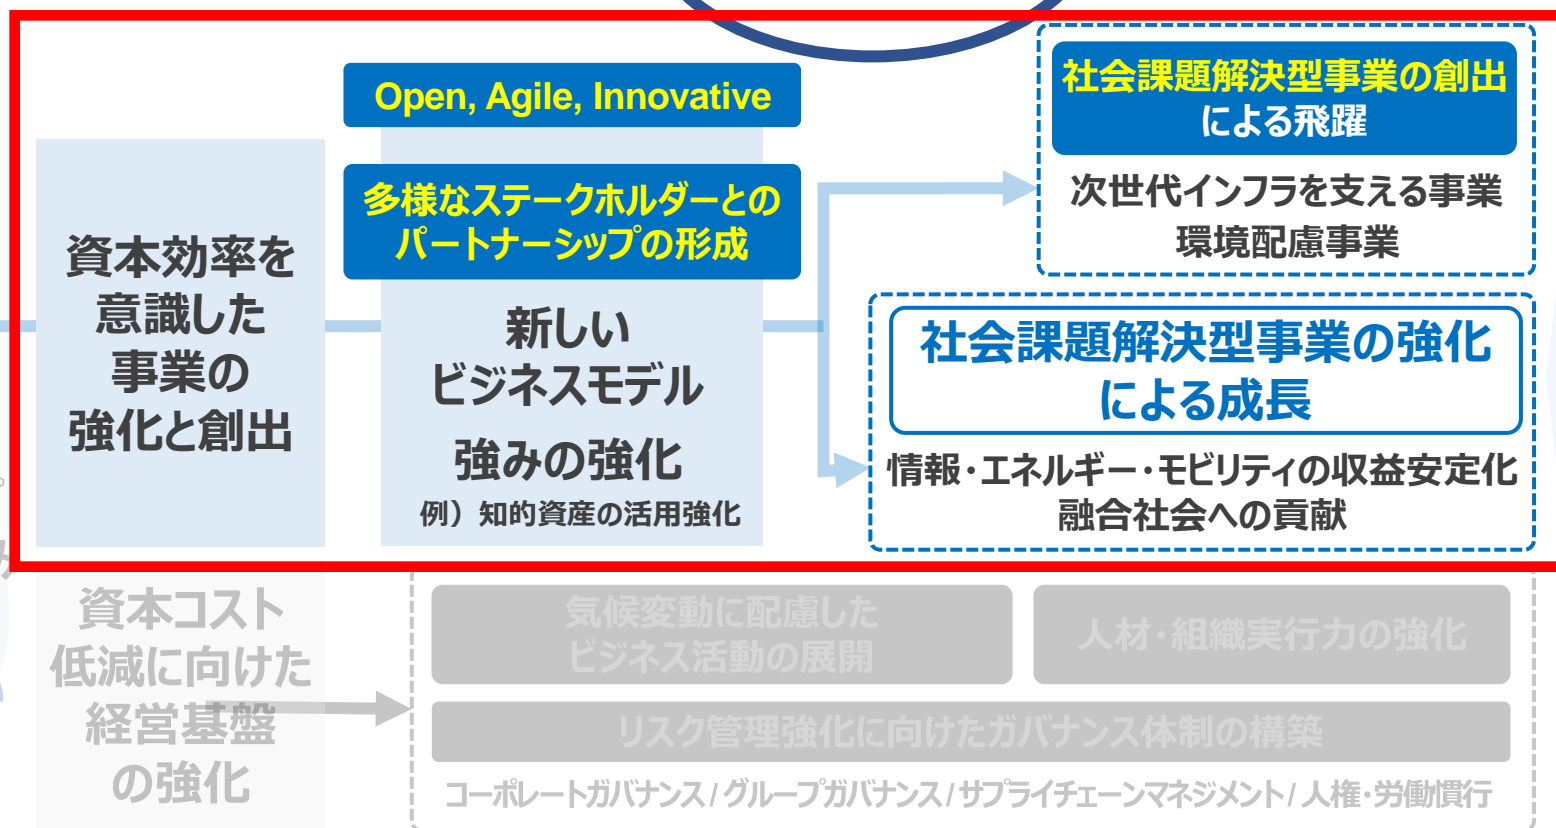 資本効率を
意識した
事業の
強化と創出
Open, Agile, Innovative
多様なステークホルダーとの
パートナーシップの形成
新しい
ビジネスモデル
強みの強化
例）知的資産の活用強化
社会課題解決型事業の創出
による飛躍
次世代インフラを支える事業
環境配慮事業
社会課題解決型事業の強化
による成長
情報・エネルギー・モビリティの収益安定化
融合社会への貢献
資本コスト
低減に向けた
経営基盤
の強化
気候変動に配慮した
ビジネス活動の展開
人材・組織実行力の強化
リスク管理強化に向けたガバナンス体制の構築
コーポレートガバナンス / グループガバナンス / サプライチェーンマネジメント / 人権・労働慣行